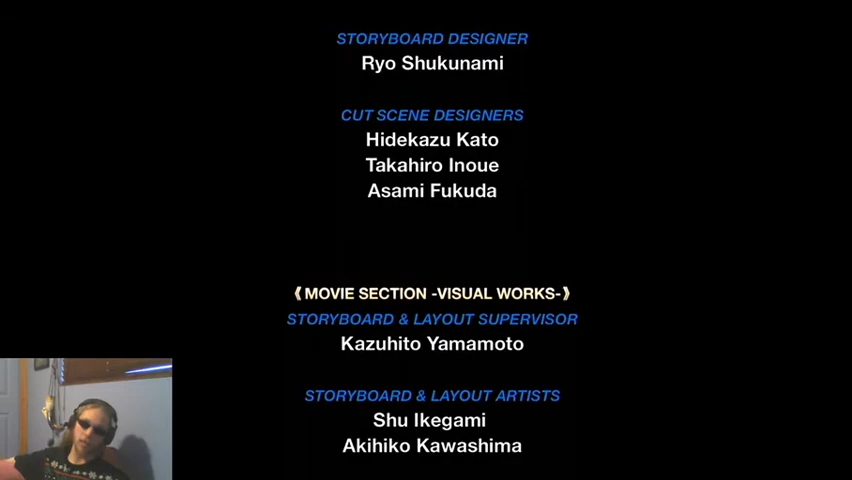 STORYBOARD DESIGNER
Ryo Shukunami
CUT SCENE DESIGNERS
Hidekazu Kato
Takahiro Inoue
Asami Fukuda
⟪MOVIE SECTION -VISUAL WORKS-⟫
STORYBOARD & LAYOUT SUPERVISOR
Kazuhito Yamamoto
STORYBOARD & LAYOUT ARTISTS
Shu Ikegami
Akihiko Kawashima